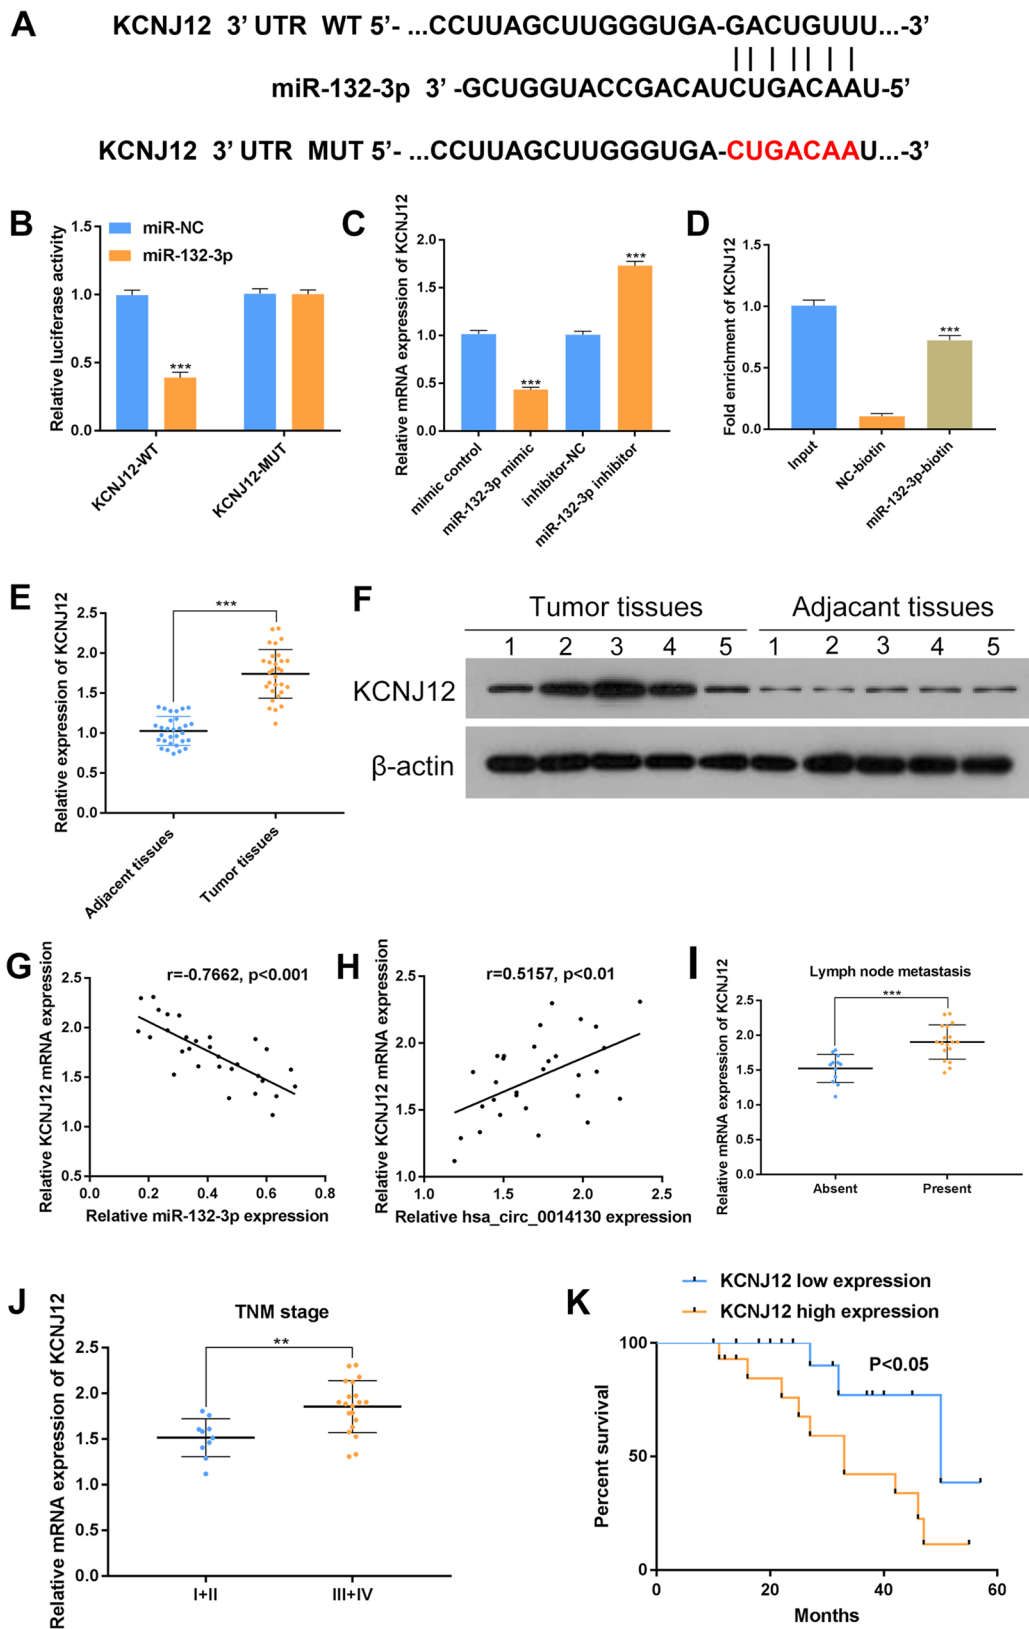 A
KCNJ12 3’ UTR WT 5’- ...CCUUAGCUUGGGUGA-GACUGUUU...-3’
miR-132-3p 3’ -GCUGGUACCGACAUCUGACAAU-5’
KCNJ12 3’ UTR MUT 5’- ...CCUUAGCUUGGGUGA-CUGACAAU...-3’
B
Relative luciferase activity
miR-NC
miR-132-3p
1.5
1.0
0.5
0.0
***
KCNJ12-WT
KCNJ12-MUT
C
Relative mRNA expression of KCNJ12
2.0
1.5
1.0
0.5
0.0
***
***
mimic control
miR-132-3p mimic
inhibitor-NC
miR-132-3p inhibitor
D
Fold enrichment of KCNJ12
1.5
1.0
0.5
0.0
***
Input
NC-biotin
miR-132-3p-biotin
E
Relative expression of KCNJ12
2.5
2.0
1.5
1.0
0.5
0.0
***
Adjacent tissues
Tumor tissues
F
Tumor tissues Adjacant tissues
1 2 3 4 5 1 2 3 4 5
KCNJ12
β-actin
G
Relative KCNJ12 mRNA expression
r=-0.7662, p<0.001
2.5
2.0
1.5
1.0
0.5
0.0 0.2 0.4 0.6 0.8
Relative miR-132-3p expression
H
Relative KCNJ12 mRNA expression
r=0.5157, p<0.01
2.5
2.0
1.5
1.0
1.0 1.5 2.0 2.5
Relative hsa_circ_0014130 expression
I
Relative mRNA expression of KCNJ12
Lymph node metastasis
***
2.5
2.0
1.5
1.0
0.5
0.0
Absent Present
J
Relative mRNA expression of KCNJ12
TNM stage
**
2.5
2.0
1.5
1.0
0.5
0.0
I+II III+IV
K
KCNJ12 low expression
KCNJ12 high expression
P<0.05
Percent survival
100
50
0
0 20 40 60
Months